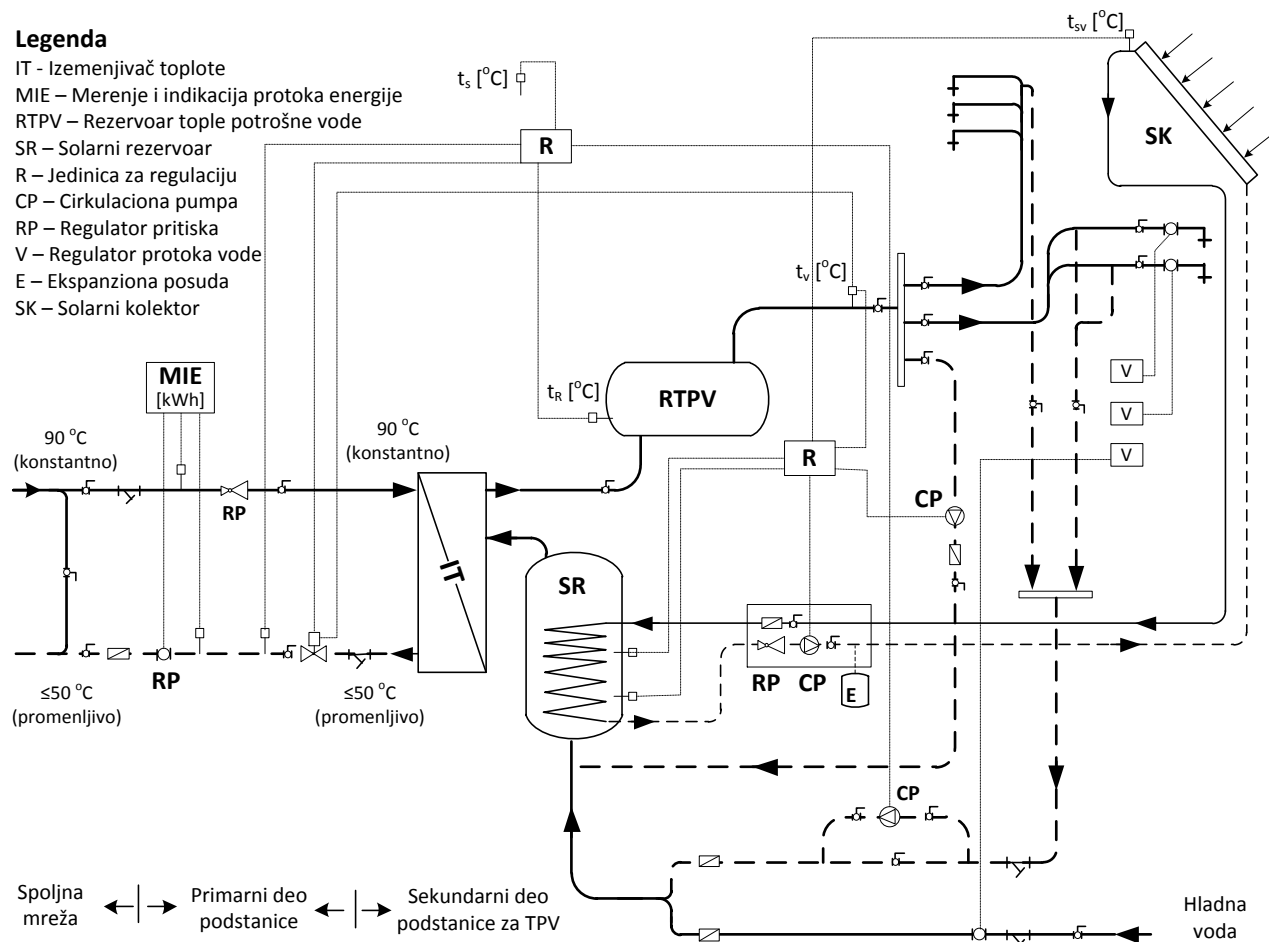 Legenda
IT - Izemenjivač toplote
MIE – Merenje i indikacija protoka energije
RTPV – Rezervoar tople potrošne vode
SR – Solarni rezervoar
R – Jedinica za regulaciju
CP – Cirkulaciona pumpa
RP – Regulator pritiska
V – Regulator protoka vode
E – Ekspanziona posuda
SK – Solarni kolektor
tsv [°C]
ts [°C]
R
SK
tv [°C]
MIE
[kWh]
tR [°C]
RTPV
V
V
V
90 °C
(konstantno)
90 °C
(konstantno)
R
RP
CP
IT
SR
RP
RP
CP
E
≤50 °C
(promenljivo)
≤50 °C
(promenljivo)
CP
Spoljna
mreža
Primarni deo
podstanice
Sekundarni deo
podstanice za TPV
Hladna
voda